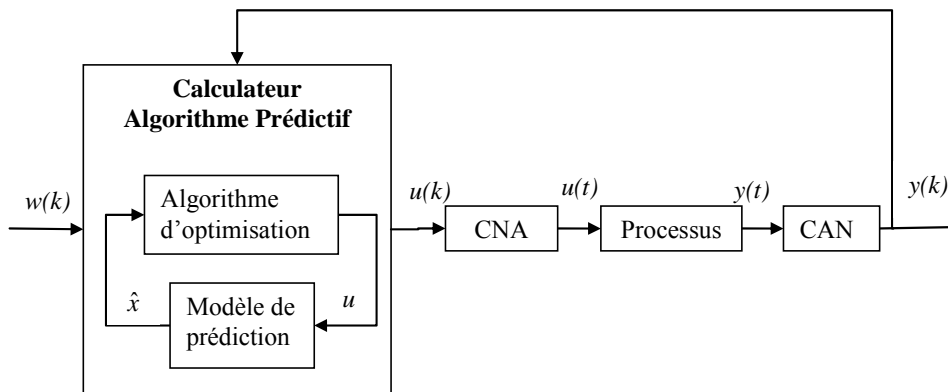 Calculateur
Algorithme Prédictif
w(k)
Algorithme
d'optimisation
x̂
u
Modèle de
prédiction
u(k)
CNA
u(t)
Processus
y(t)
CAN
y(k)